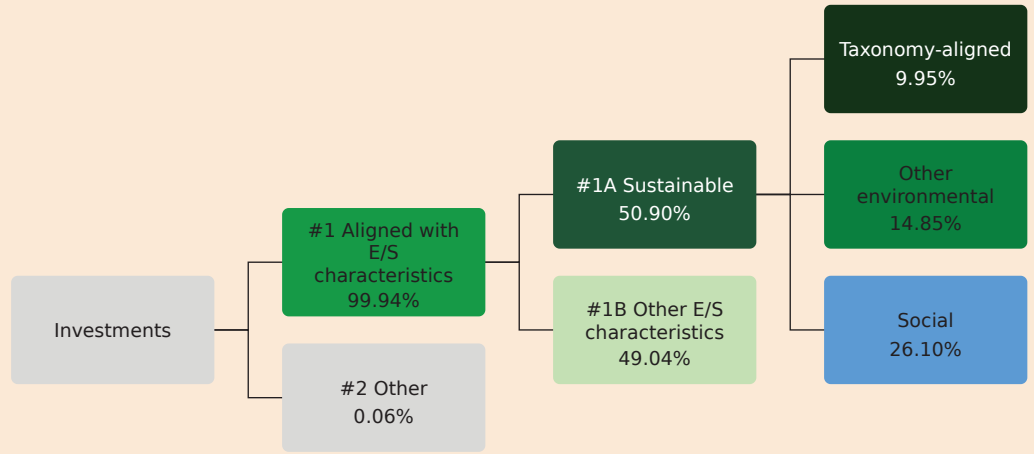 Investments
#1 Aligned with
E/S
characteristics
99.94%
#2 Other
0.06%
#1A Sustainable
50.90%
#1B Other E/S
characteristics
49.04%
Taxonomy-aligned
9.95%
Other
environmental
14.85%
Social
26.10%